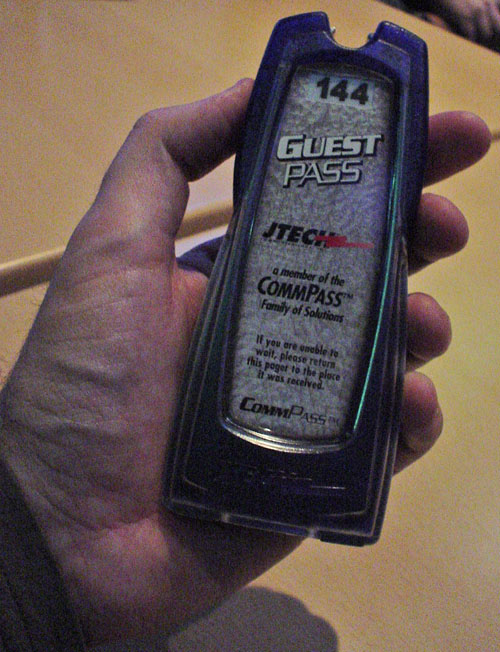 144
GUEST
PASS
JTECH
a member of the
COMMPASS™
Family of Solutions
If you are unable to
wait, please return
this pager to the place
it was received.
COMMPASS™